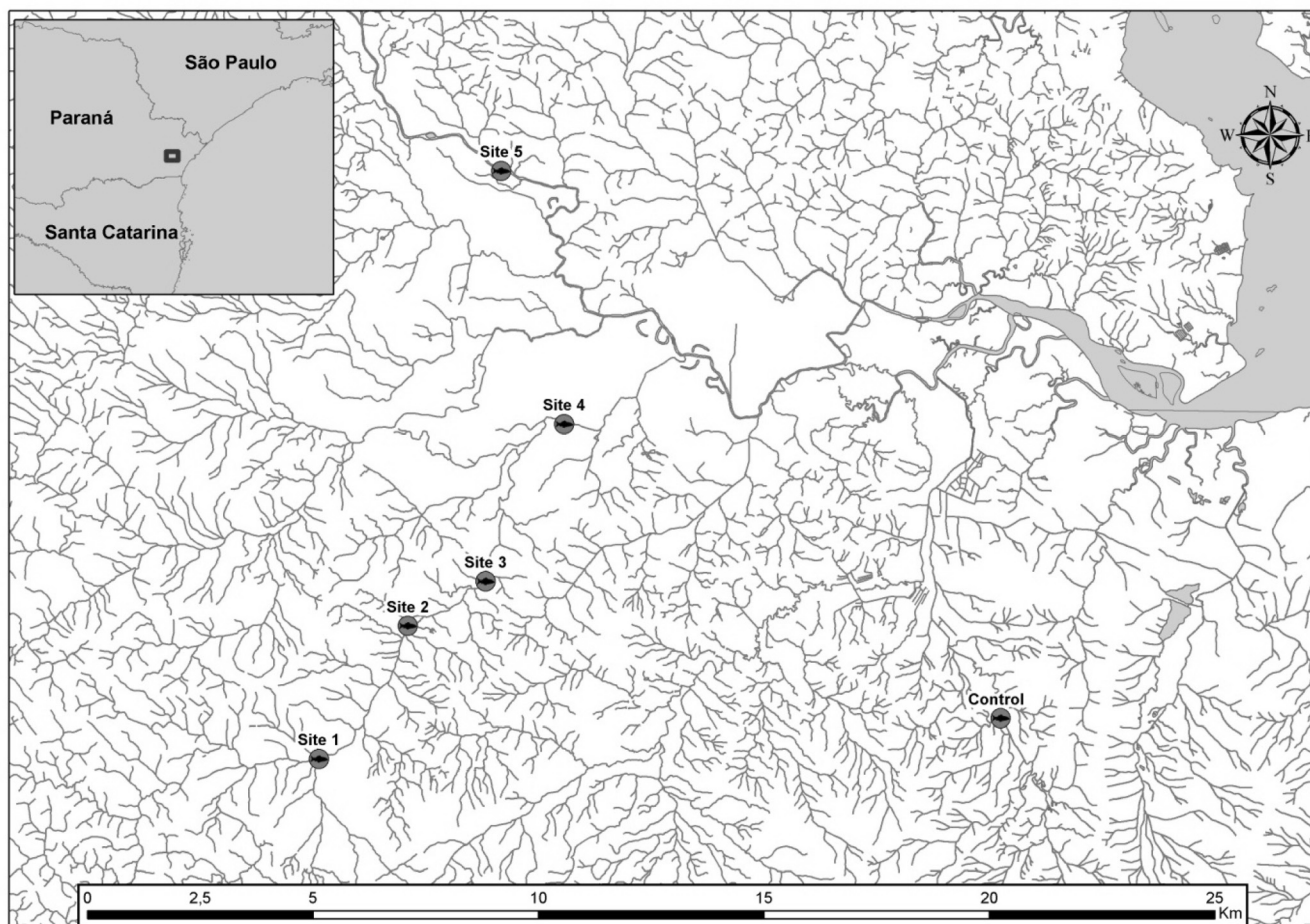 São Paulo
Paraná
Santa Catarina
N
W
S
Site 5
Site 4
Site 3
Site 2
Site 1
Control
0 2,5 5 10 15 20 25
Km